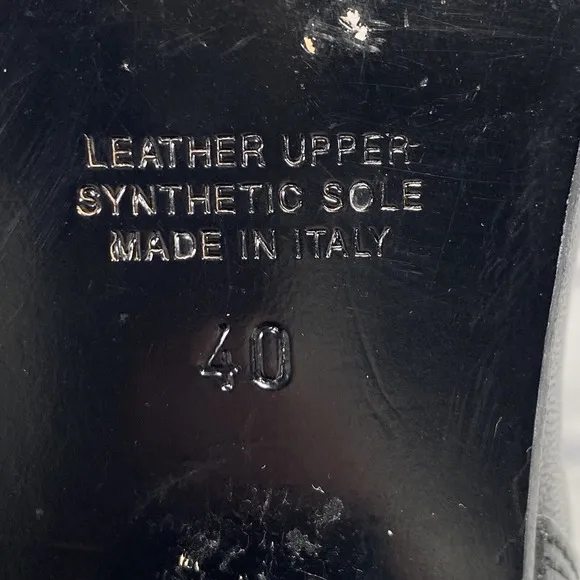 LEATHER UPPER
SYNTHETIC SOLE
MADE IN ITALY
40